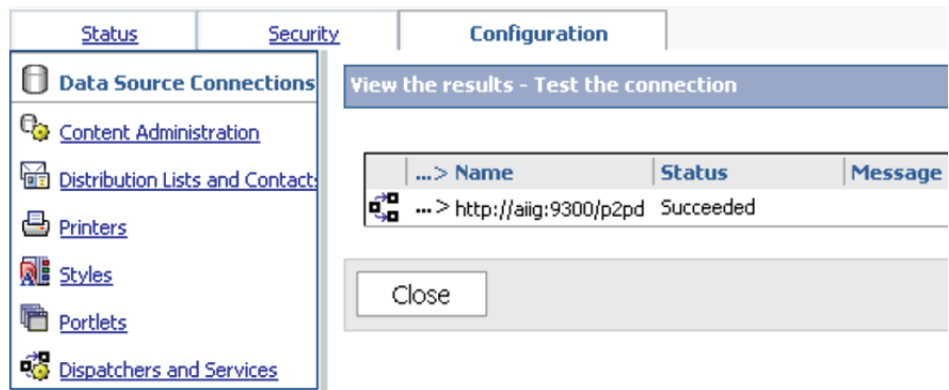 Status Security Configuration
Data Source Connections
Content Administration
Distribution Lists and Contacts
Printers
Styles
Portlets
Dispatchers and Services
View the results - Test the connection
...> Name Status Message
...> http://aiig:9300/p2pd Succeeded
Close